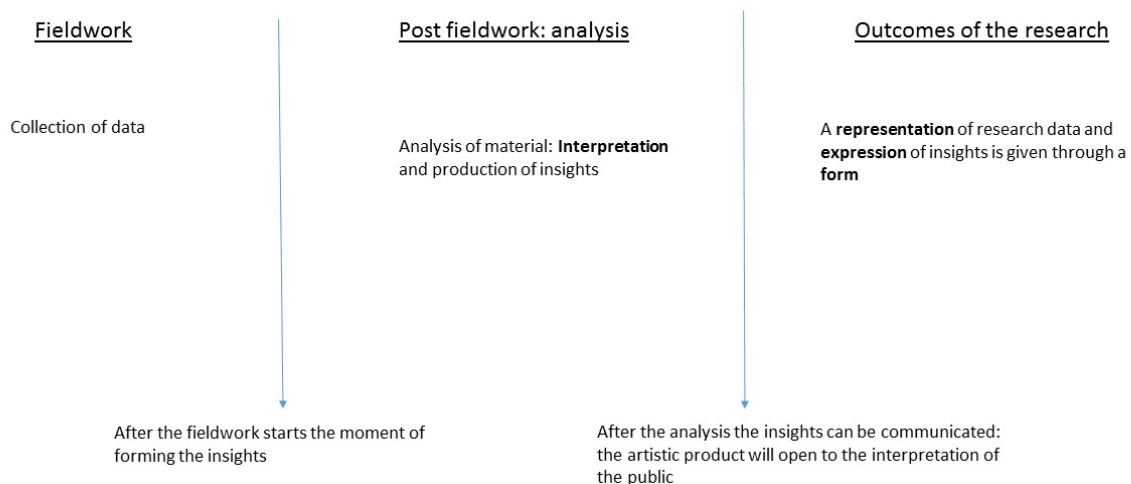 Fieldwork
Post fieldwork: analysis
Outcomes of the research
Collection of data
Analysis of material: Interpretation
and production of insights
A representation of research data and
expression of insights is given through a
form
After the fieldwork starts the moment of
forming the insights
After the analysis the insights can be communicated:
the artistic product will open to the interpretation of
the public